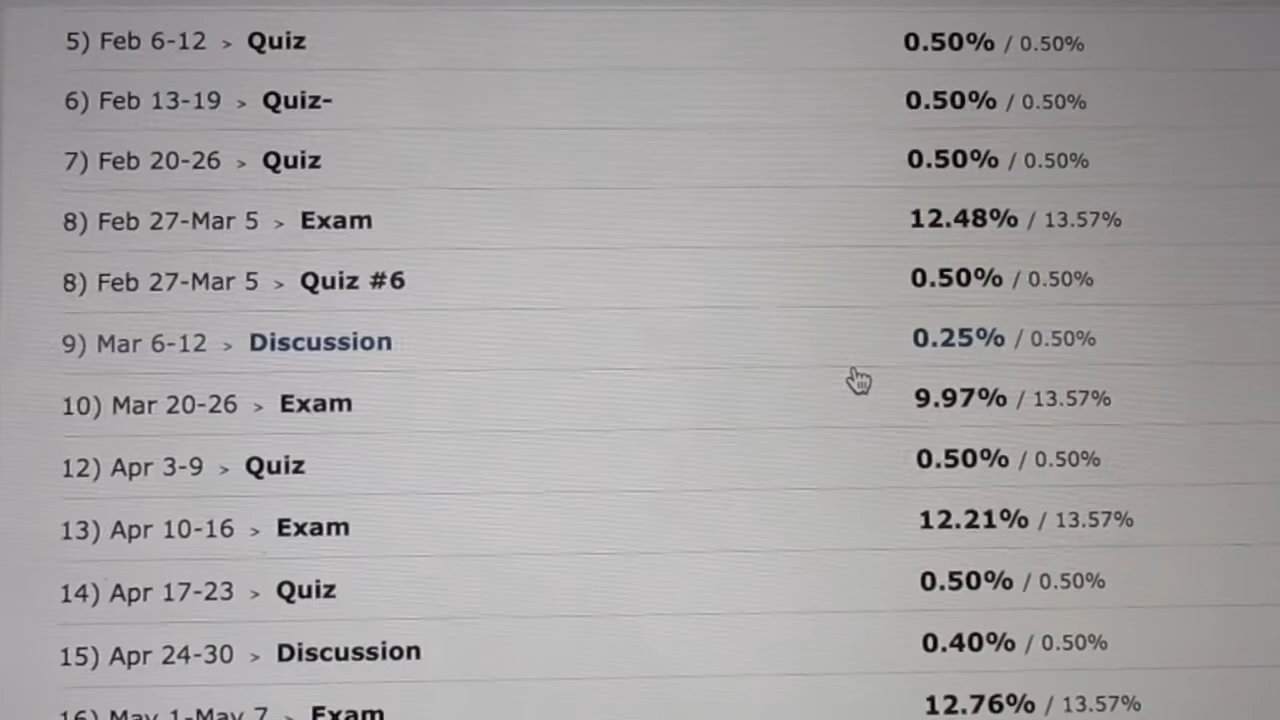 5) Feb 6-12 > Quiz 0.50% / 0.50%
6) Feb 13-19 > Quiz- 0.50% / 0.50%
7) Feb 20-26 > Quiz 0.50% / 0.50%
8) Feb 27-Mar 5 > Exam 12.48% / 13.57%
8) Feb 27-Mar 5 > Quiz #6 0.50% / 0.50%
9) Mar 6-12 > Discussion 0.25% / 0.50%
10) Mar 20-26 > Exam 9.97% / 13.57%
12) Apr 3-9 > Quiz 0.50% / 0.50%
13) Apr 10-16 > Exam 12.21% / 13.57%
14) Apr 17-23 > Quiz 0.50% / 0.50%
15) Apr 24-30 > Discussion 0.40% / 0.50%
16) May 1-May 7 > Exam 12.76% / 13.57%